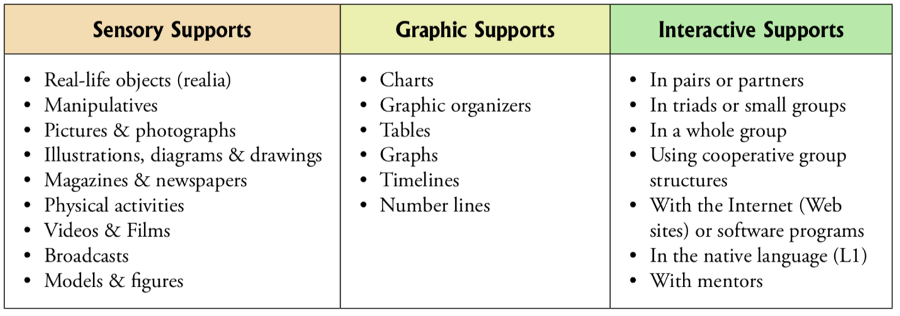 Sensory Supports
• Real-life objects (realia)
• Manipulatives
• Pictures & photographs
• Illustrations, diagrams & drawings
• Magazines & newspapers
• Physical activities
• Videos & Films
• Broadcasts
• Models & figures
Graphic Supports
• Charts
• Graphic organizers
• Tables
• Graphs
• Timelines
• Number lines
Interactive Supports
• In pairs or partners
• In triads or small groups
• In a whole group
• Using cooperative group
structures
• With the Internet (Web
sites) or software programs
• In the native language (L1)
• With mentors